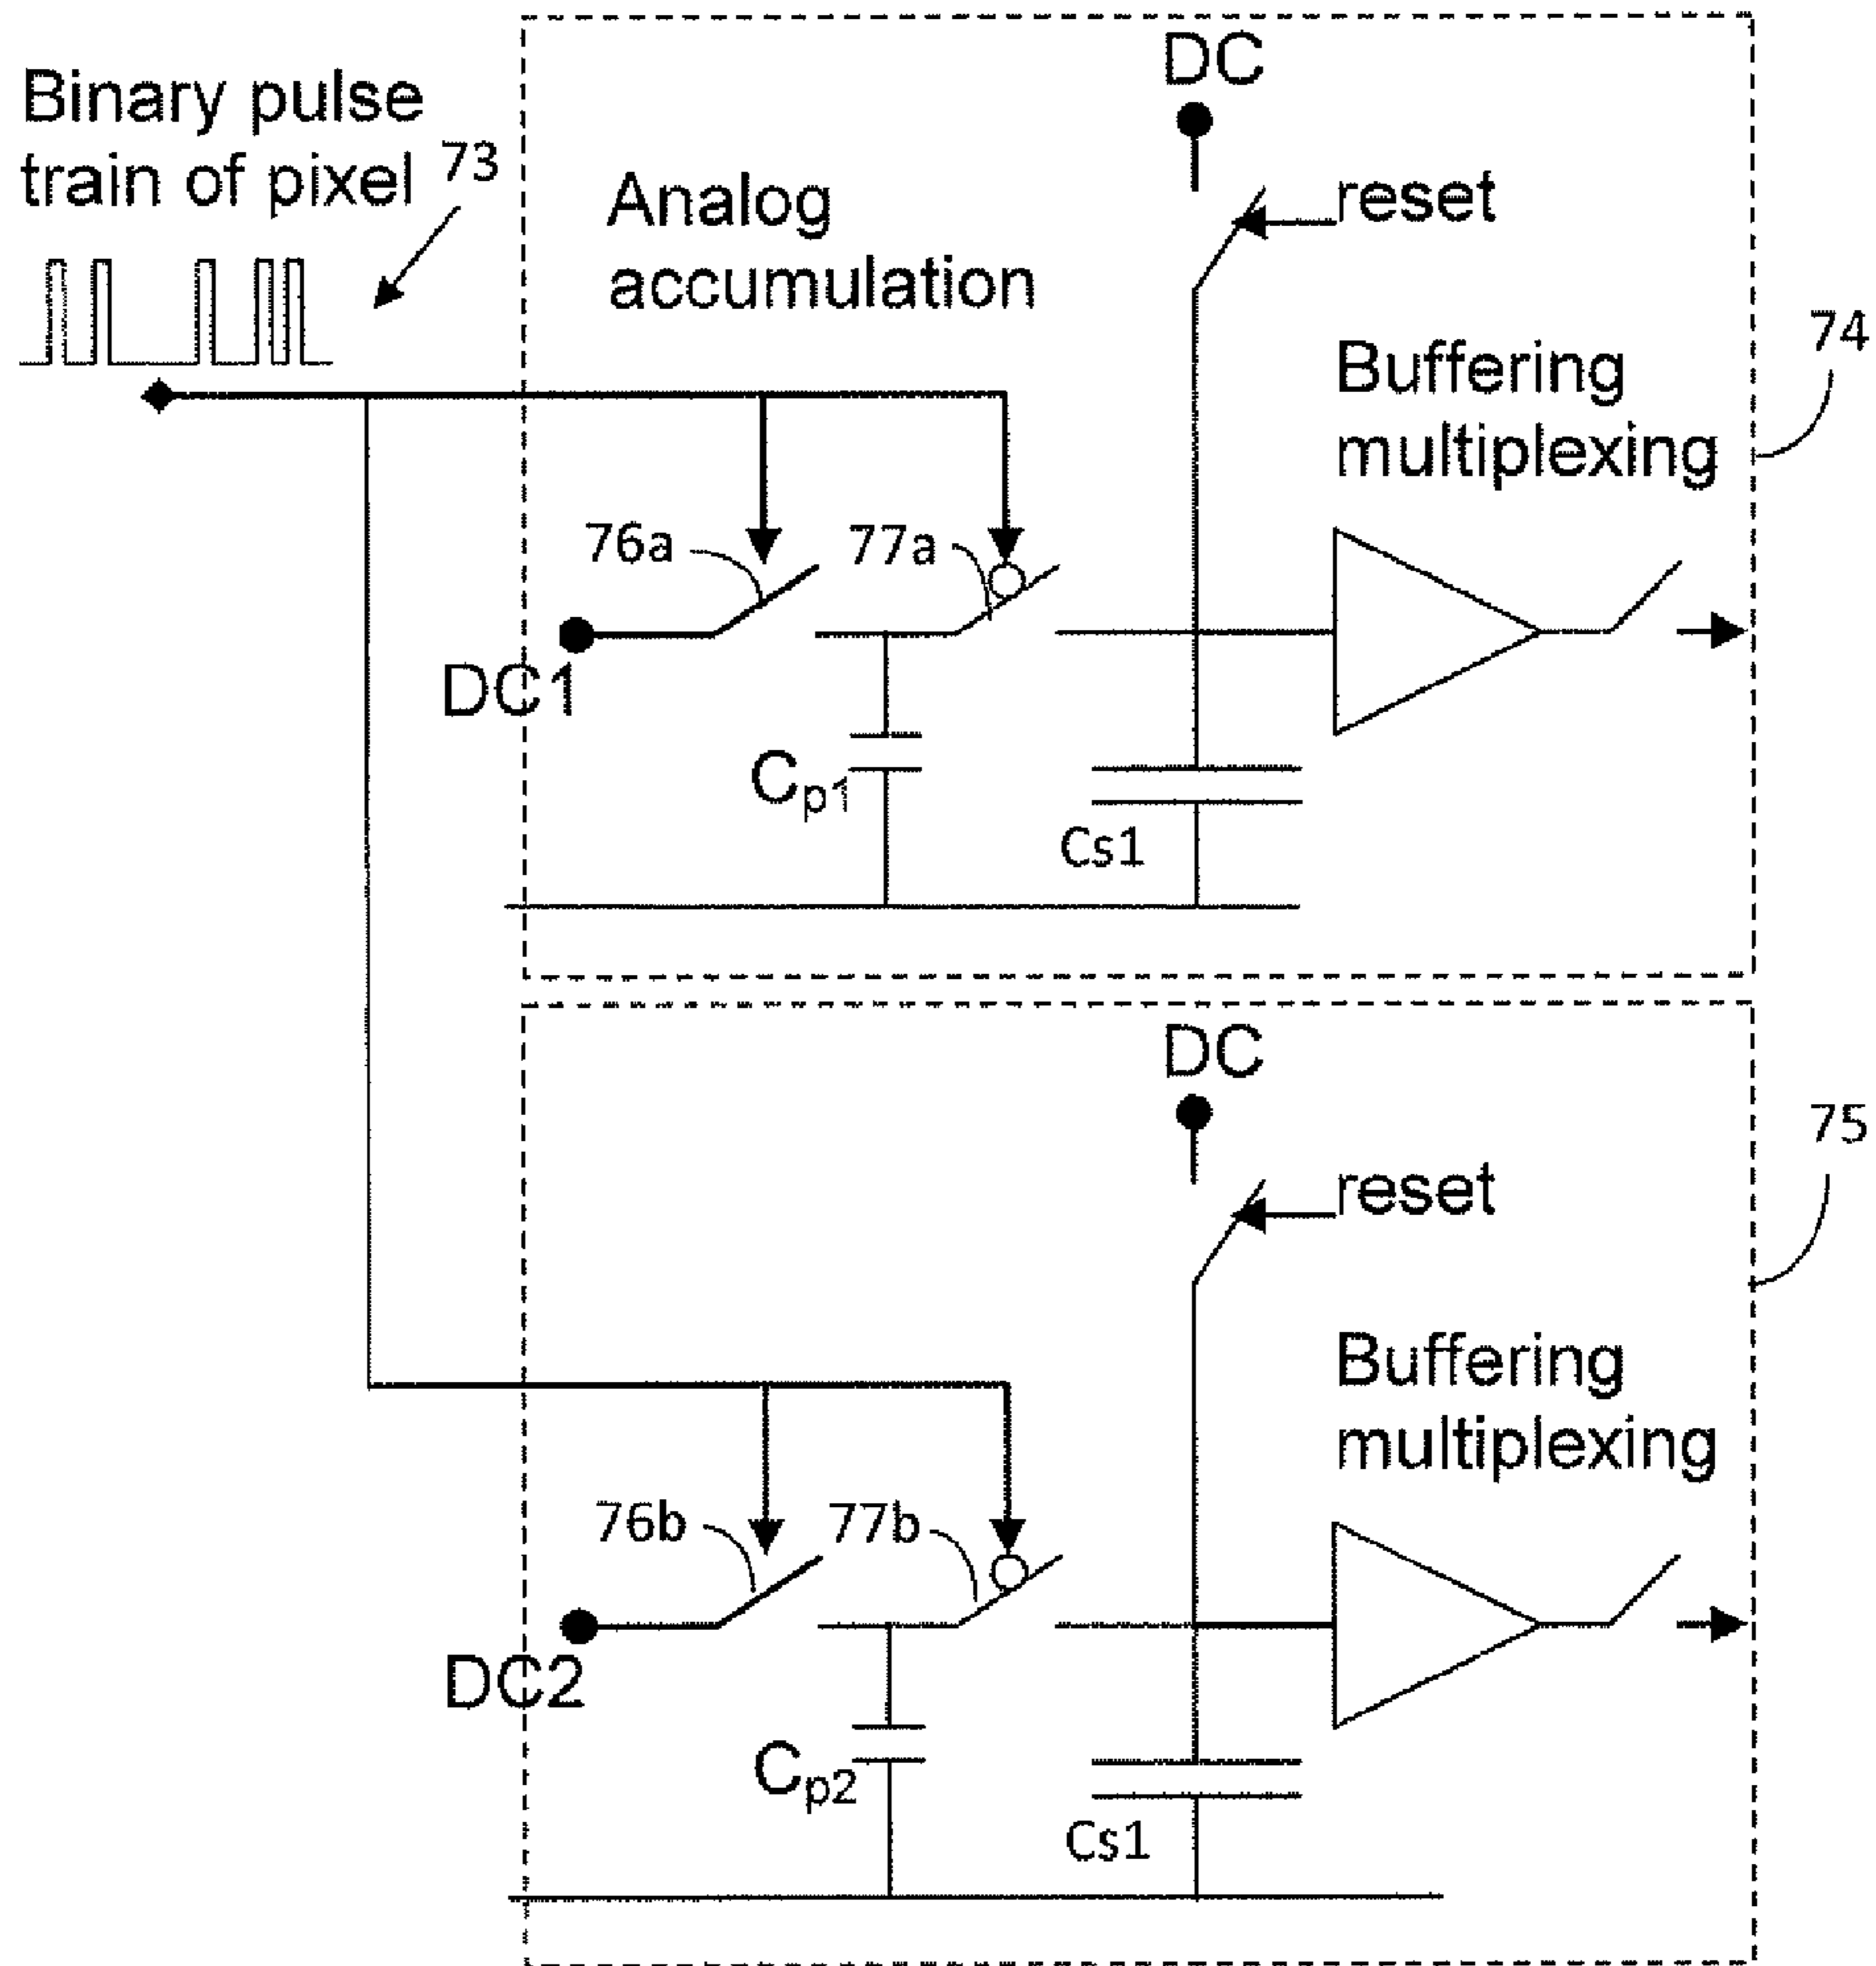 DC
Binary pulse
train of pixel
73
Analog
accumulation
reset
74
Buffering
multiplexing
76a
77a
DC1
Cp1
Cs1
DC
75
reset
Buffering
multiplexing
76b
77b
DC2
Cp2
Cs1